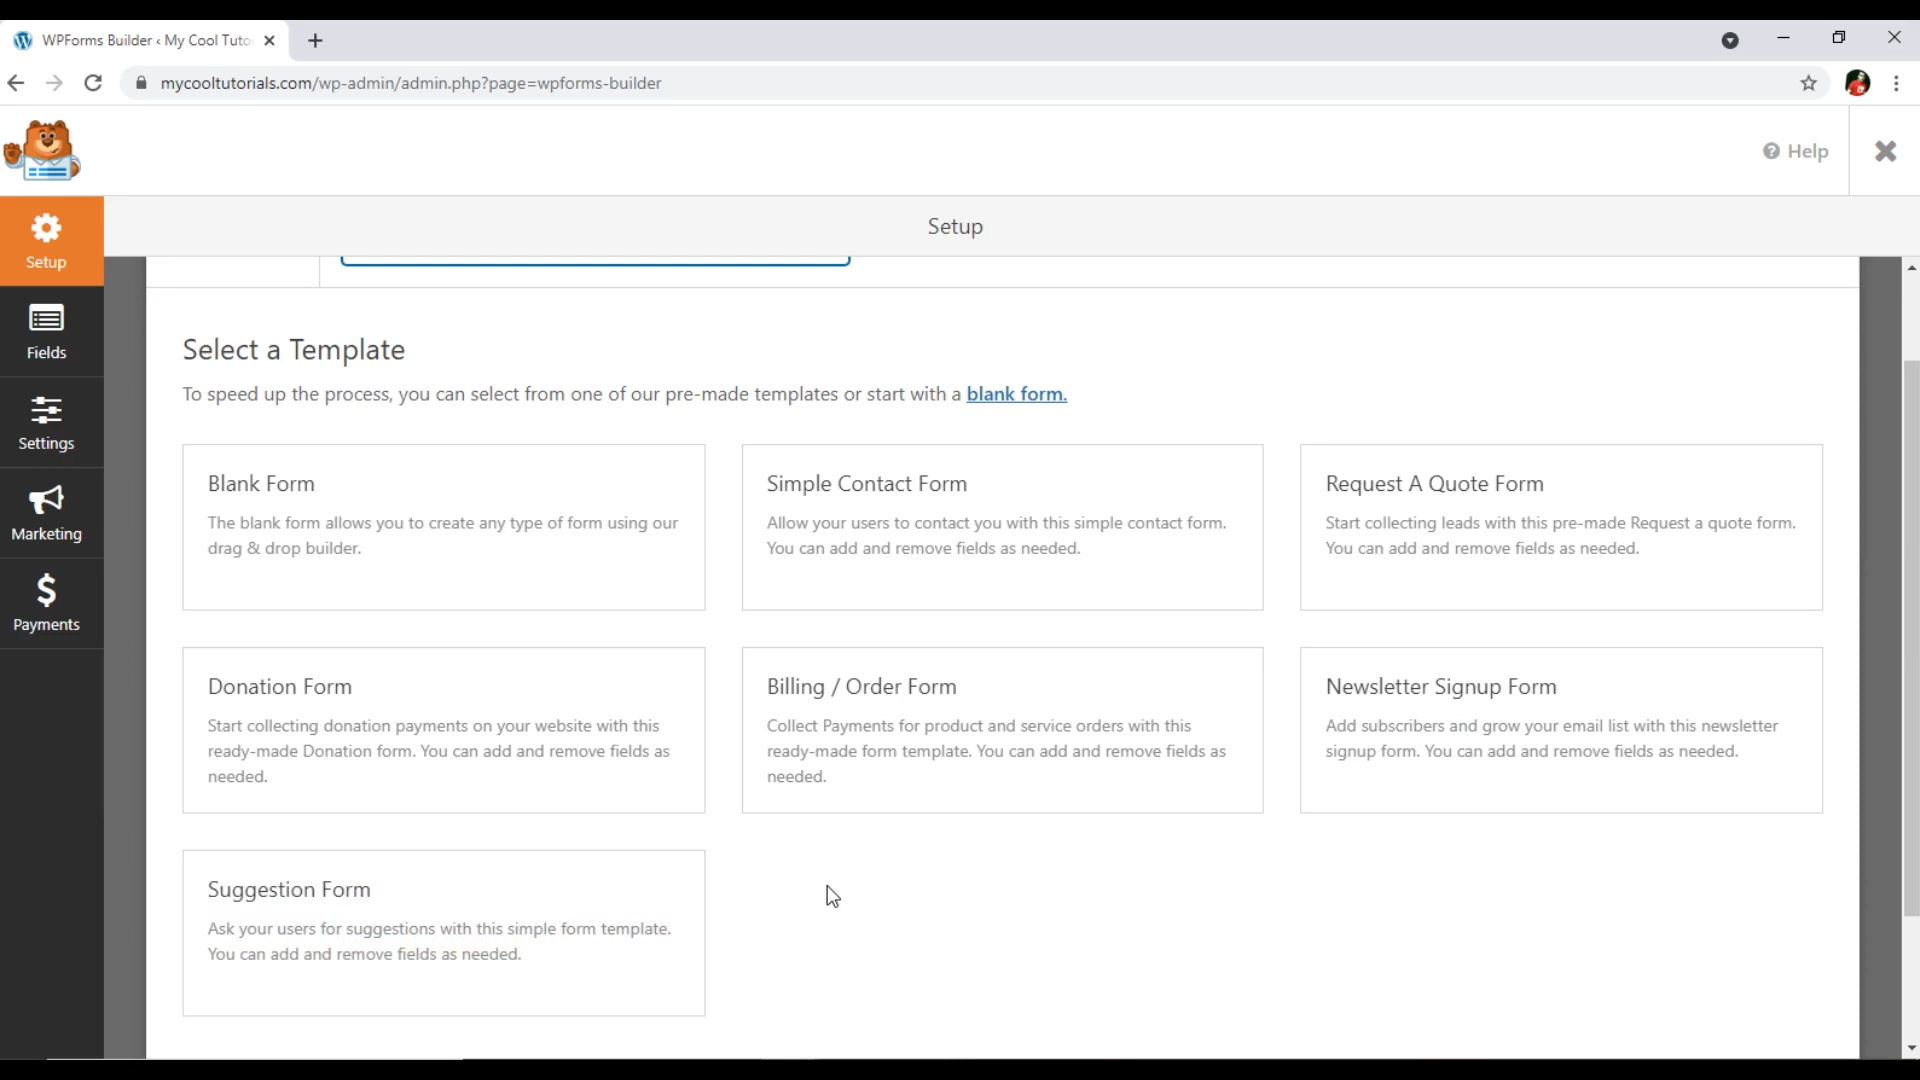 WPForms Builder ‹ My Cool Tuto
mycooltutorials.com/wp-admin/admin.php?page=wpforms-builder
Help
Setup
Setup
Fields
Settings
Marketing
Payments
Select a Template
To speed up the process, you can select from one of our pre-made templates or start with a blank form.
Blank Form
The blank form allows you to create any type of form using our
drag & drop builder.
Simple Contact Form
Allow your users to contact you with this simple contact form.
You can add and remove fields as needed.
Request A Quote Form
Start collecting leads with this pre-made Request a quote form.
You can add and remove fields as needed.
Donation Form
Start collecting donation payments on your website with this
ready-made Donation form. You can add and remove fields as
needed.
Billing / Order Form
Collect Payments for product and service orders with this
ready-made form template. You can add and remove fields as
needed.
Newsletter Signup Form
Add subscribers and grow your email list with this newsletter
signup form. You can add and remove fields as needed.
Suggestion Form
Ask your users for suggestions with this simple form template.
You can add and remove fields as needed.